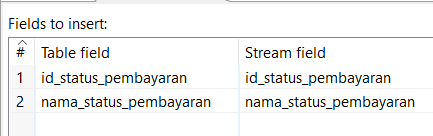 Fields to insert:
# Table field Stream field
1 id_status_pembayaran id_status_pembayaran
2 nama_status_pembayaran nama_status_pembayaran